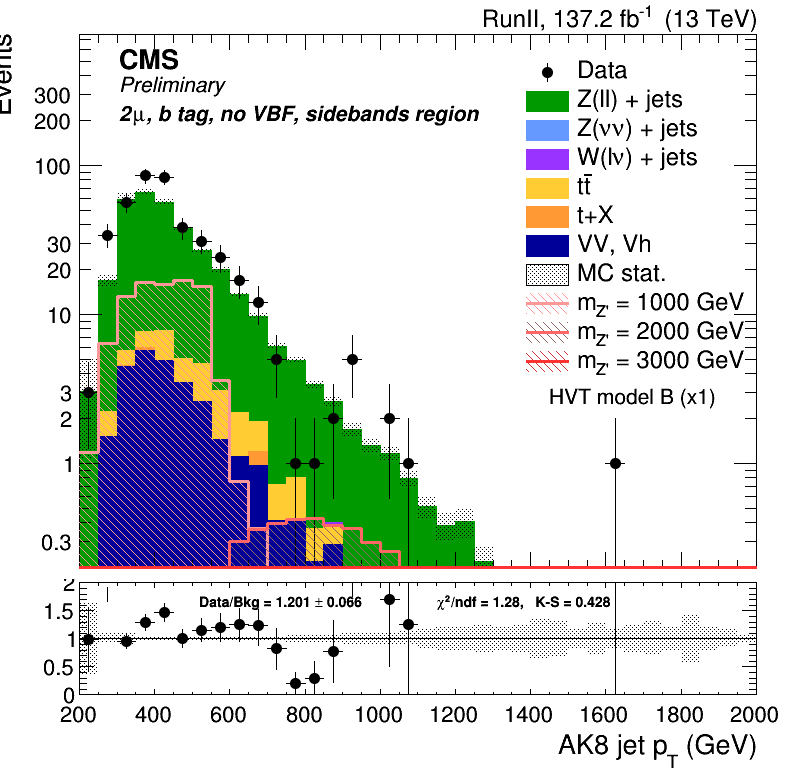 RunII, 137.2 fb-1 (13 TeV)
Events
CMS
Preliminary
2μ, b tag, no VBF, sidebands region
Data
Z(ll) + jets
Z(νν) + jets
W(lν) + jets
tt̄
t+X
VV, Vh
MC stat.
mZ' = 1000 GeV
mZ' = 2000 GeV
mZ' = 3000 GeV
HVT model B (x1)
300
200
100
30
20
10
3
2
1
0.3
Data/Bkg = 1.201 ± 0.066
χ²/ndf = 1.28, K-S = 0.428
2
1.5
1
0.5
0
200 400 600 800 1000 1200 1400 1600 1800 2000
AK8 jet pT (GeV)